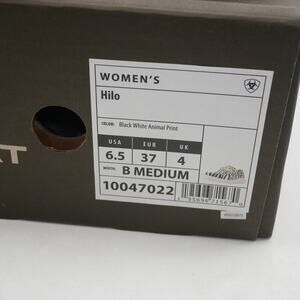 WOMEN'S
Hilo
COLOR: Black White Animal Print
USA EUR UK
6.5 37 4
WIDTH: B MEDIUM
10047022
AT